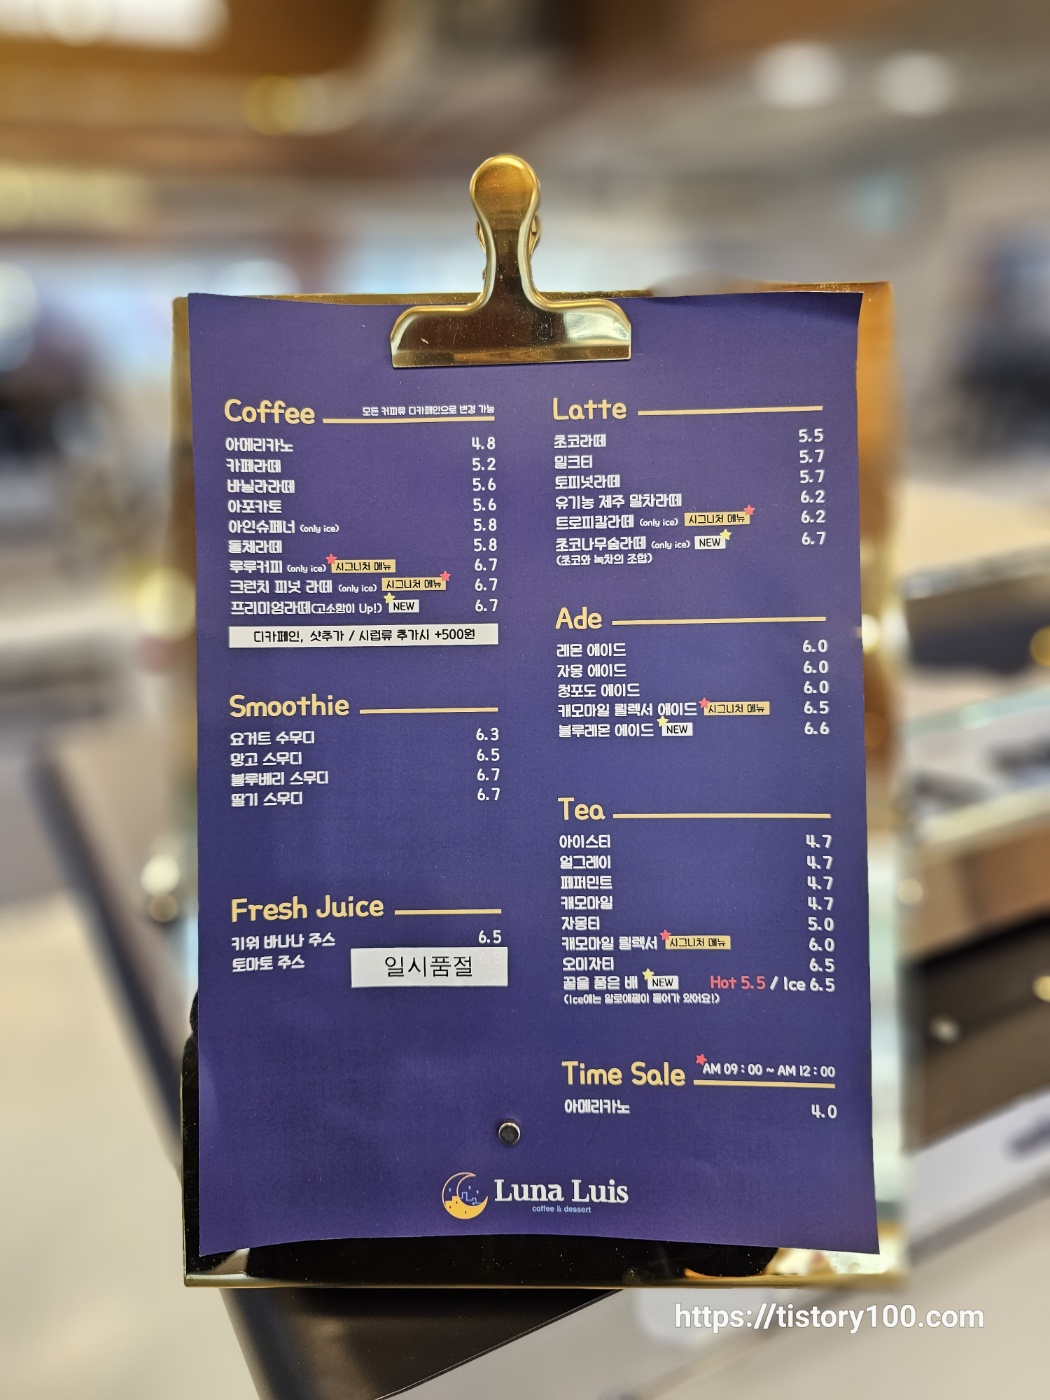 Coffee 모든 커피류 디카페인으로 변경 가능
아메리카노 4.8
카페라떼 5.2
바닐라라떼 5.6
아포카토 5.6
아인슈페너 (only ice) 5.8
돌체라떼 5.8
루루커피 (only ice) 시그니처 메뉴 6.7
크런치 피넛 라떼 (only ice) 시그니처 메뉴 6.7
프리미엄라떼(고소함이 Up!) NEW 6.7
디카페인, 샷추가 / 시럽류 추가시 +500원
Smoothie
요거트 수무디 6.3
망고 스무디 6.5
블루베리 스무디 6.7
딸기 스무디 6.7
Fresh Juice
키위 바나나 주스 6.5
토마토 주스 일시품절
Latte
초코라떼 5.5
밀크티 5.7
토피넛라떼 5.7
유기농 제주 말차라떼 6.2
트로피칼라떼 (only ice) 시그니처 메뉴 6.2
초코나무숲라떼 (only ice) NEW 6.7
(초코와 녹차의 조합)
Ade
레몬 에이드 6.0
자몽 에이드 6.0
청포도 에이드 6.0
캐모마일 릴렉서 에이드 시그니처 메뉴 6.5
블루레몬 에이드 NEW 6.6
Tea
아이스티 4.7
얼그레이 4.7
페퍼민트 4.7
캐모마일 4.7
자몽티 5.0
캐모마일 릴렉서 시그니처 메뉴 6.0
오미자티 6.5
꿀을 품은 배 NEW Hot 5.5 / Ice 6.5
(Ice에는 알로에팰이 들어가 있어요!)
Time Sale AM 09 : 00 ~ AM 12 : 00
아메리카노 4.0
Luna Luis
coffee & dessert
https://tistory100.com